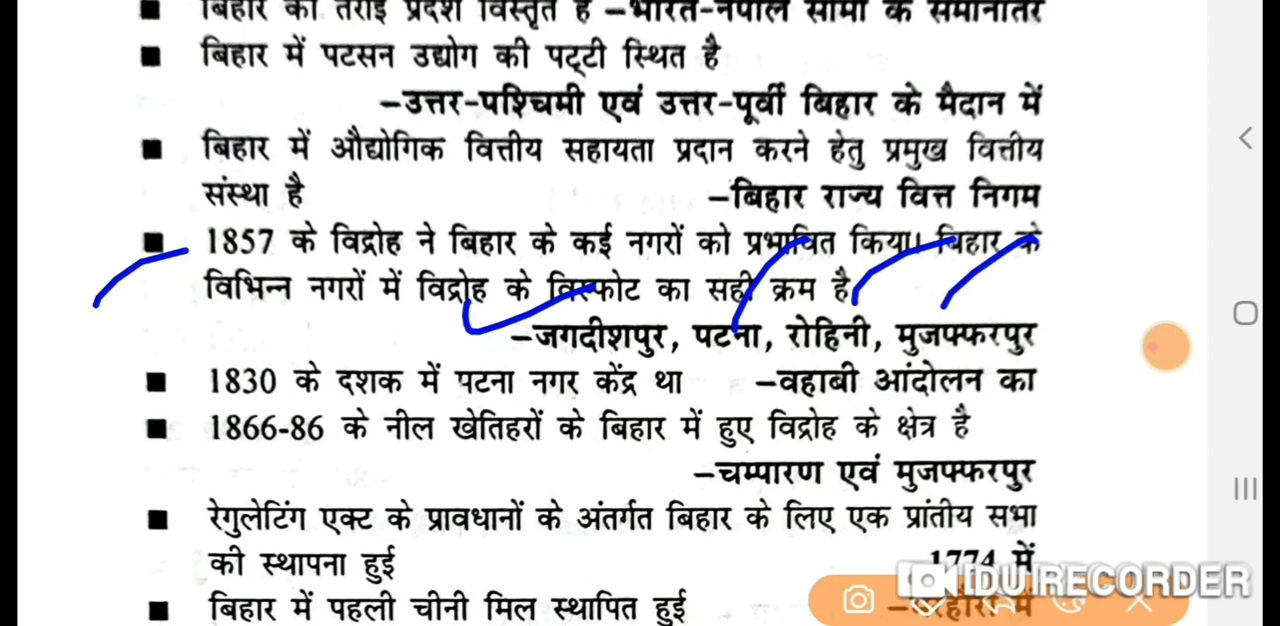 बिहार का तराई प्रदेश विस्तृत है –भारत-नेपाल सीमा के समानांतर
■ बिहार में पटसन उद्योग की पट्टी स्थित है
–उत्तर-पश्चिमी एवं उत्तर-पूर्वी बिहार के मैदान में
■ बिहार में औद्योगिक वित्तीय सहायता प्रदान करने हेतु प्रमुख वित्तीय
संस्था है –बिहार राज्य वित्त निगम
■ 1857 के विद्रोह ने बिहार के कई नगरों को प्रभावित किया। बिहार के
विभिन्न नगरों में विद्रोह के विस्फोट का सही क्रम है
–जगदीशपुर, पटना, रोहिनी, मुजफ्फरपुर
■ 1830 के दशक में पटना नगर केंद्र था –वहाबी आंदोलन का
■ 1866-86 के नील खेतिहरों के बिहार में हुए विद्रोह के क्षेत्र है
–चम्पारण एवं मुजफ्फरपुर
■ रेगुलेटिंग एक्ट के प्रावधानों के अंतर्गत बिहार के लिए एक प्रांतीय सभा
की स्थापना हुई 1774 में
■ बिहार में पहली चीनी मिल स्थापित हुई में
RECORDER